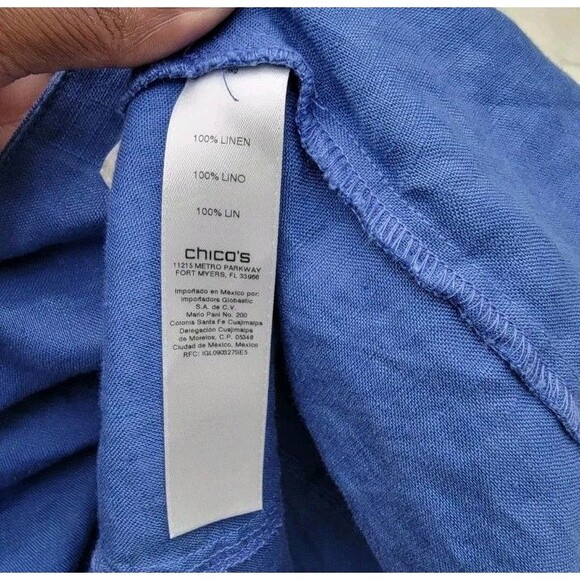 100% LINEN
100% LINO
100% LIN
chico's
11215 METRO PARKWAY
FORT MYERS, FL 33966
Importado en México por:
Importadora Globastic
S.A. de C.V.
Mario Pani No. 200
Colonia Santa Fe Cuajimalpa
Delegación Cuajimalpa
de Morelos, C.P. 05348
Ciudad de México, México
RFC: IGL090327SE5